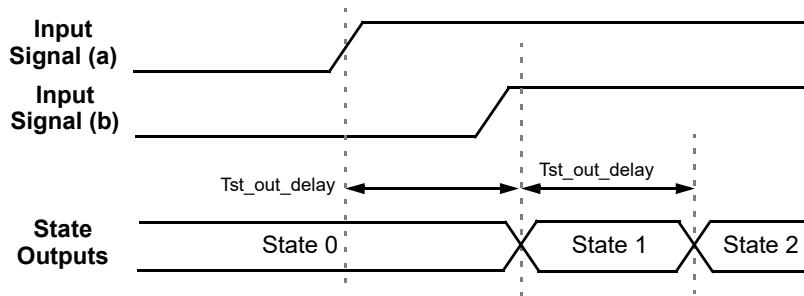 Input
Signal (a)
Input
Signal (b)
Tst_out_delay
Tst_out_delay
State
Outputs
State 0
State 1
State 2